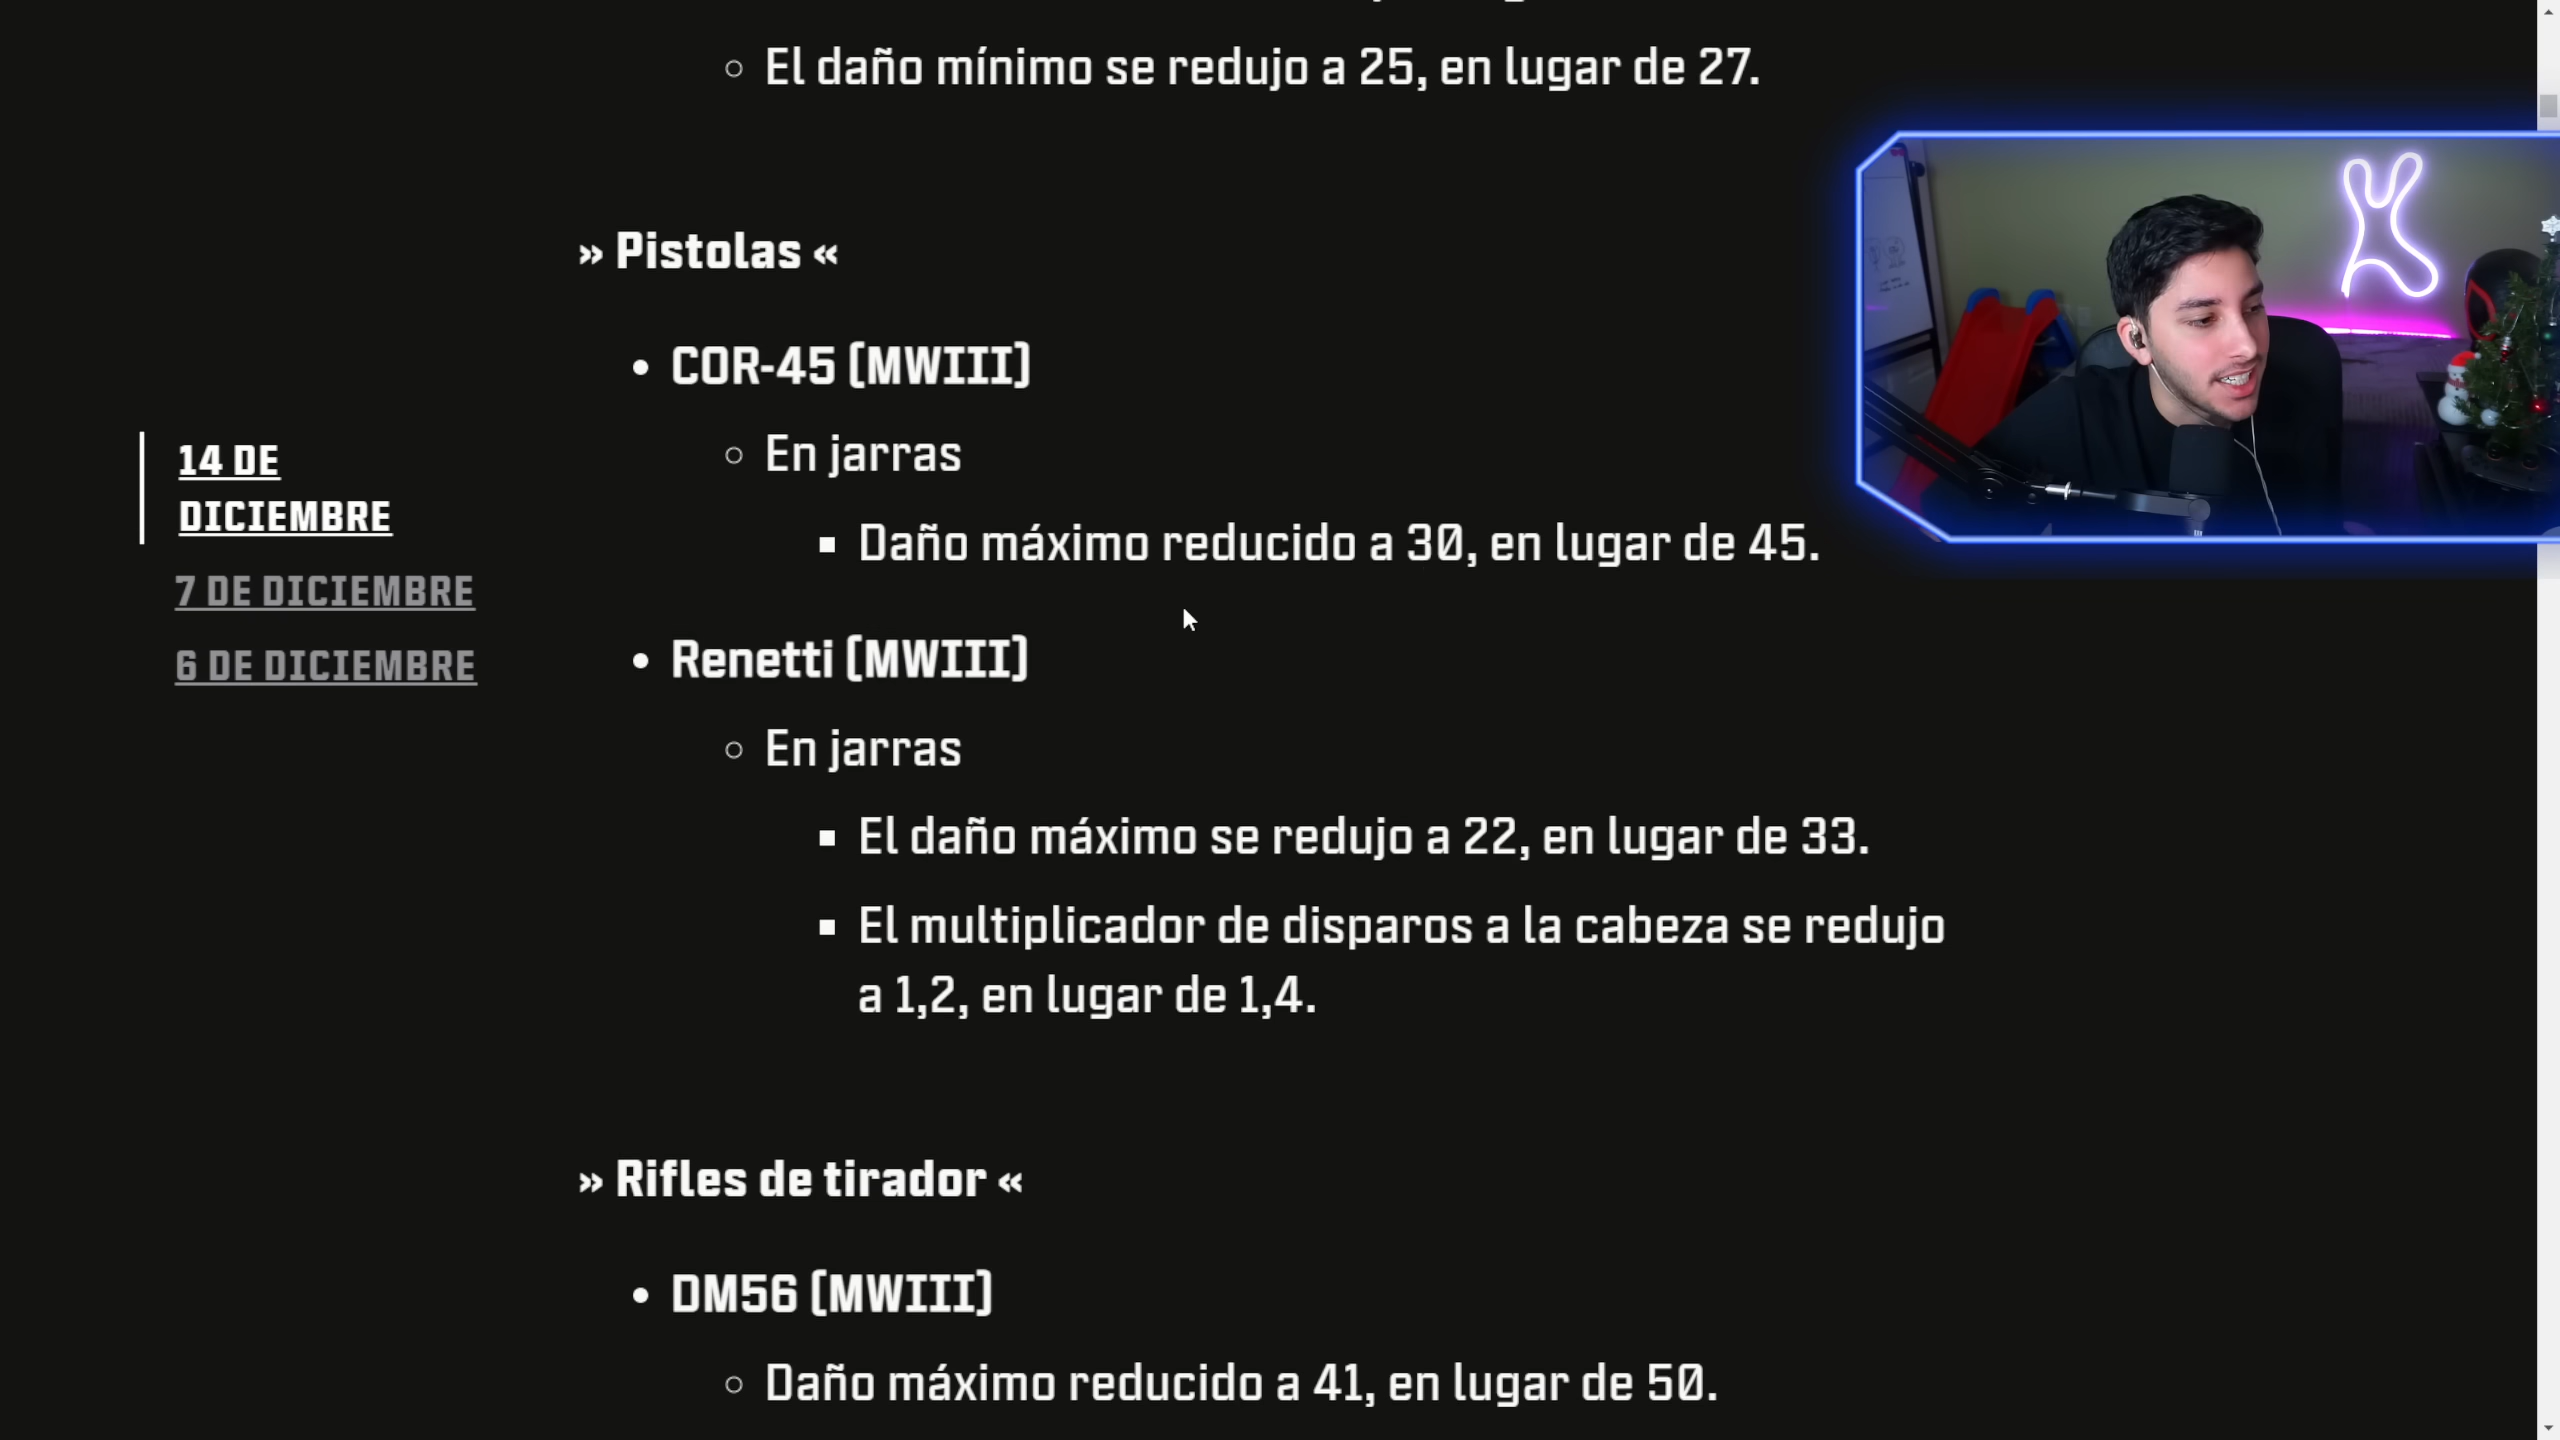 El daño mínimo se redujo a 25, en lugar de 27.
» Pistolas «
COR-45 (MWIII)
En jarras
Daño máximo reducido a 30, en lugar de 45.
Renetti (MWIII)
En jarras
El daño máximo se redujo a 22, en lugar de 33.
El multiplicador de disparos a la cabeza se redujo
a 1,2, en lugar de 1,4.
» Rifles de tirador «
DM56 (MWIII)
Daño máximo reducido a 41, en lugar de 50.
14 DE
DICIEMBRE
7 DE DICIEMBRE
6 DE DICIEMBRE